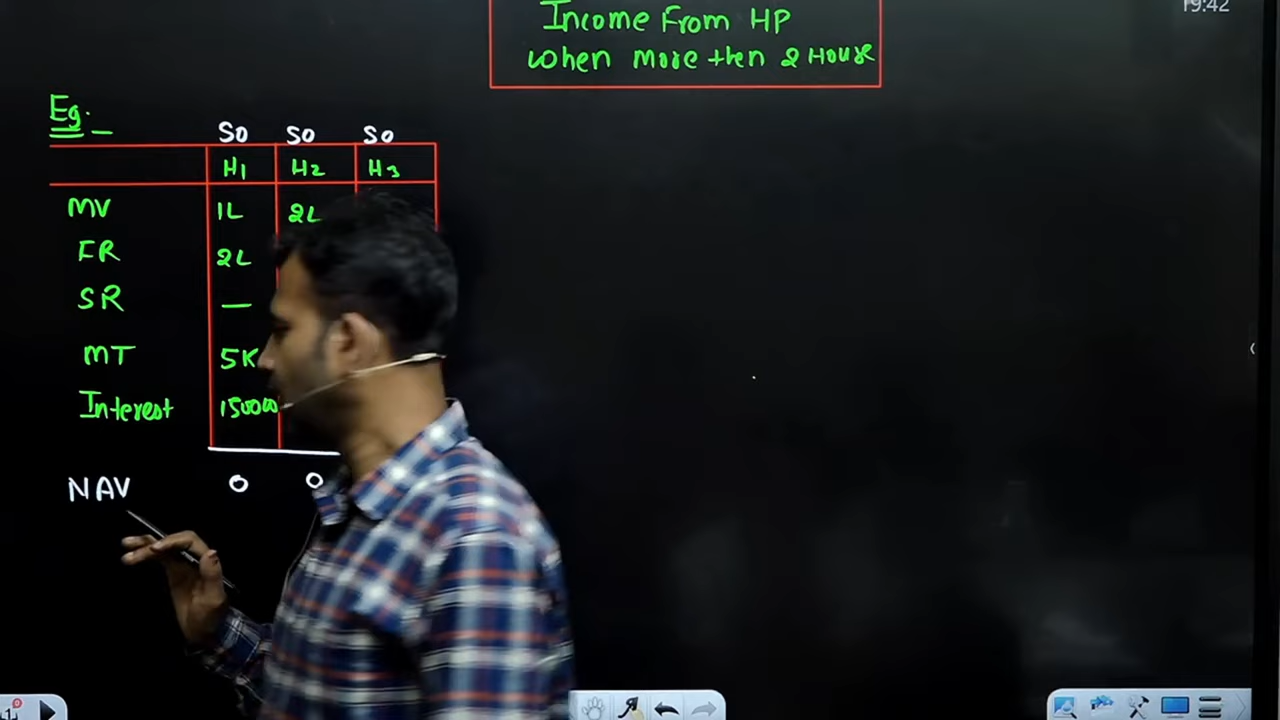 19:42
Income From HP
When More then 2 House
Eg.
SO SO SO
H1 H2 H3
MV 1L 2L
FR 2L
SR —
MT 5K
Interest 150000
NAV 0 0